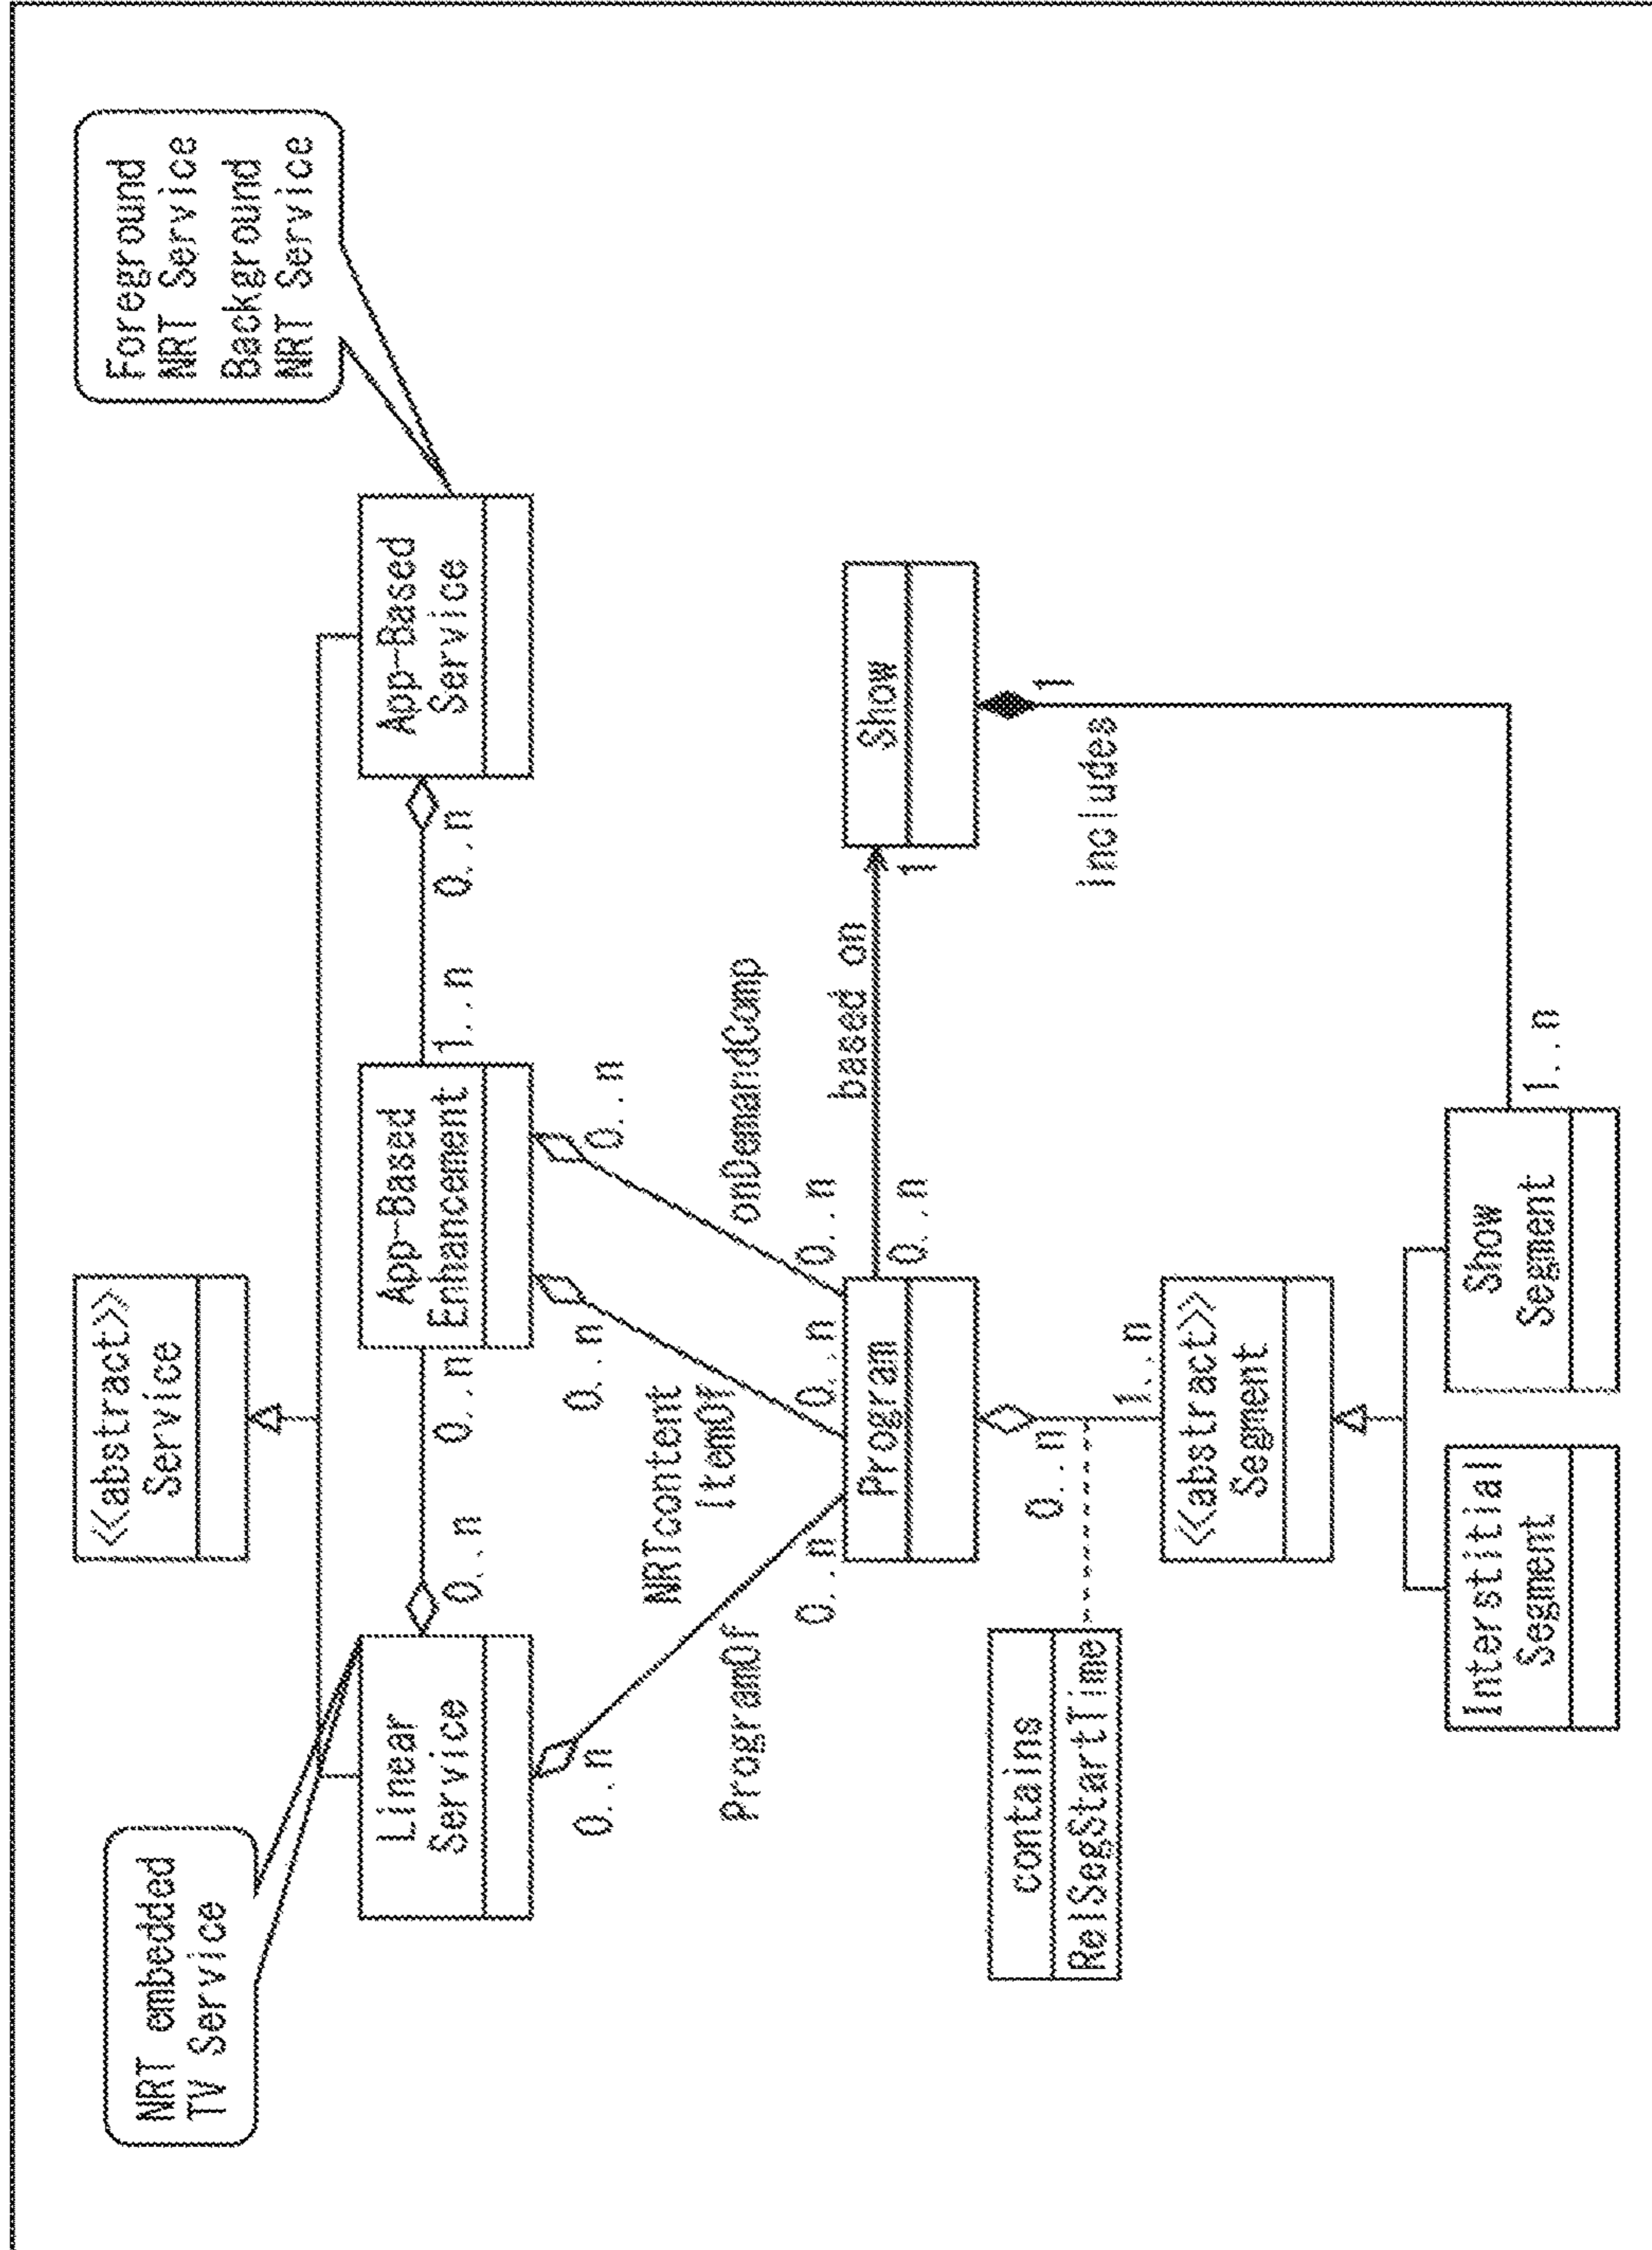 NRT embedded
TV Service
<<abstract>>
Service
Foreground
NRT Service
Background
NRT Service
Linear
Service
0..n
0..n
App-Based
Enhancement
1..n
0..n
App-Based
Service
0..n
ProgramOf
0..n
NRTcontent
ItemOf
0..n
onDemandComp
0..n
0..n
0..n
Program
0..n
based on
1
Show
contains
RelSegStartTime
0..n
1..n
1
includes
<<abstract>>
Segment
Interstitial
Segment
Show
Segment
1..n